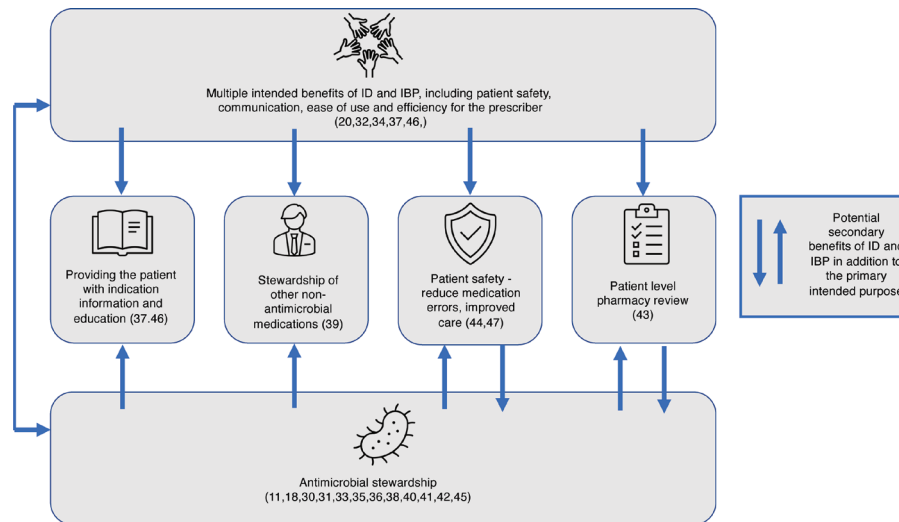 Multiple intended benefits of ID and IBP, including patient safety,
communication, ease of use and efficiency for the prescriber
(20,32,34,37,46,)
Providing the patient
with indication
information and
education (37.46)
Stewardship of
other non-
antimicrobial
medications (39)
Patient safety -
reduce medication
errors, improved
care (44,47)
Patient level
pharmacy review
(43)
Potential
secondary
benefits of ID and
IBP in addition to
the primary
intended purpose
Antimicrobial stewardship
(11,18,30,31,33,35,36,38,40,41,42,45)